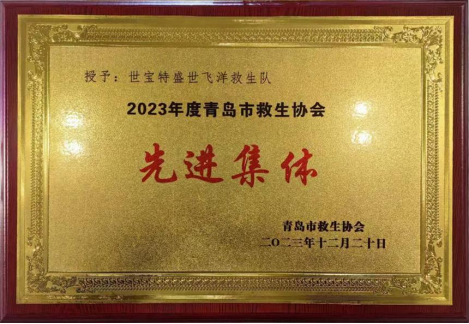 授予：世宝特盛世飞洋救生队
2023年度青岛市救生协会
先进集体
青岛市救生协会
二〇二三年十二月二十日